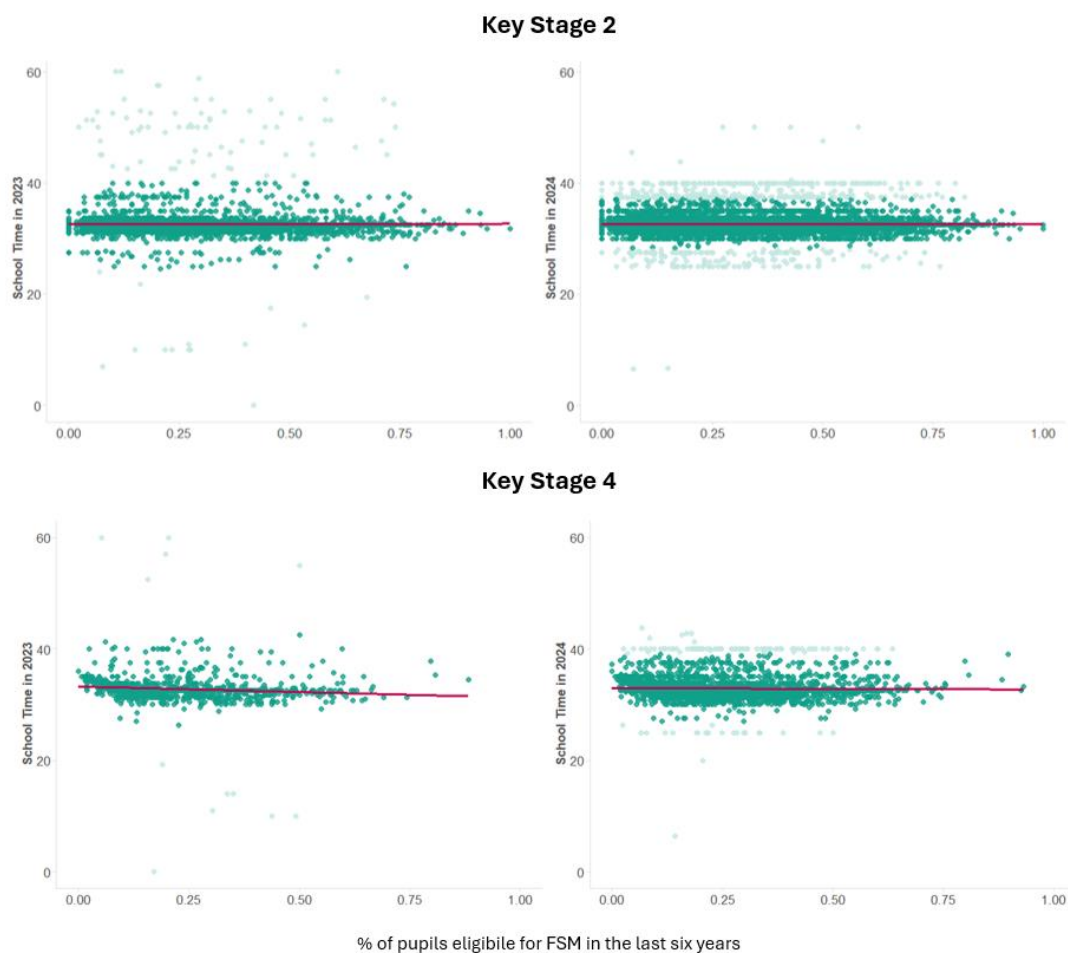 Key Stage 2
School Time in 2023
60
40
20
0
0.00 0.25 0.50 0.75 1.00
School Time in 2024
60
40
20
0
0.00 0.25 0.50 0.75 1.00
Key Stage 4
School Time in 2023
60
40
20
0
0.00 0.25 0.50 0.75 1.00
School Time in 2024
60
40
20
0
0.00 0.25 0.50 0.75 1.00
% of pupils eligibile for FSM in the last six years